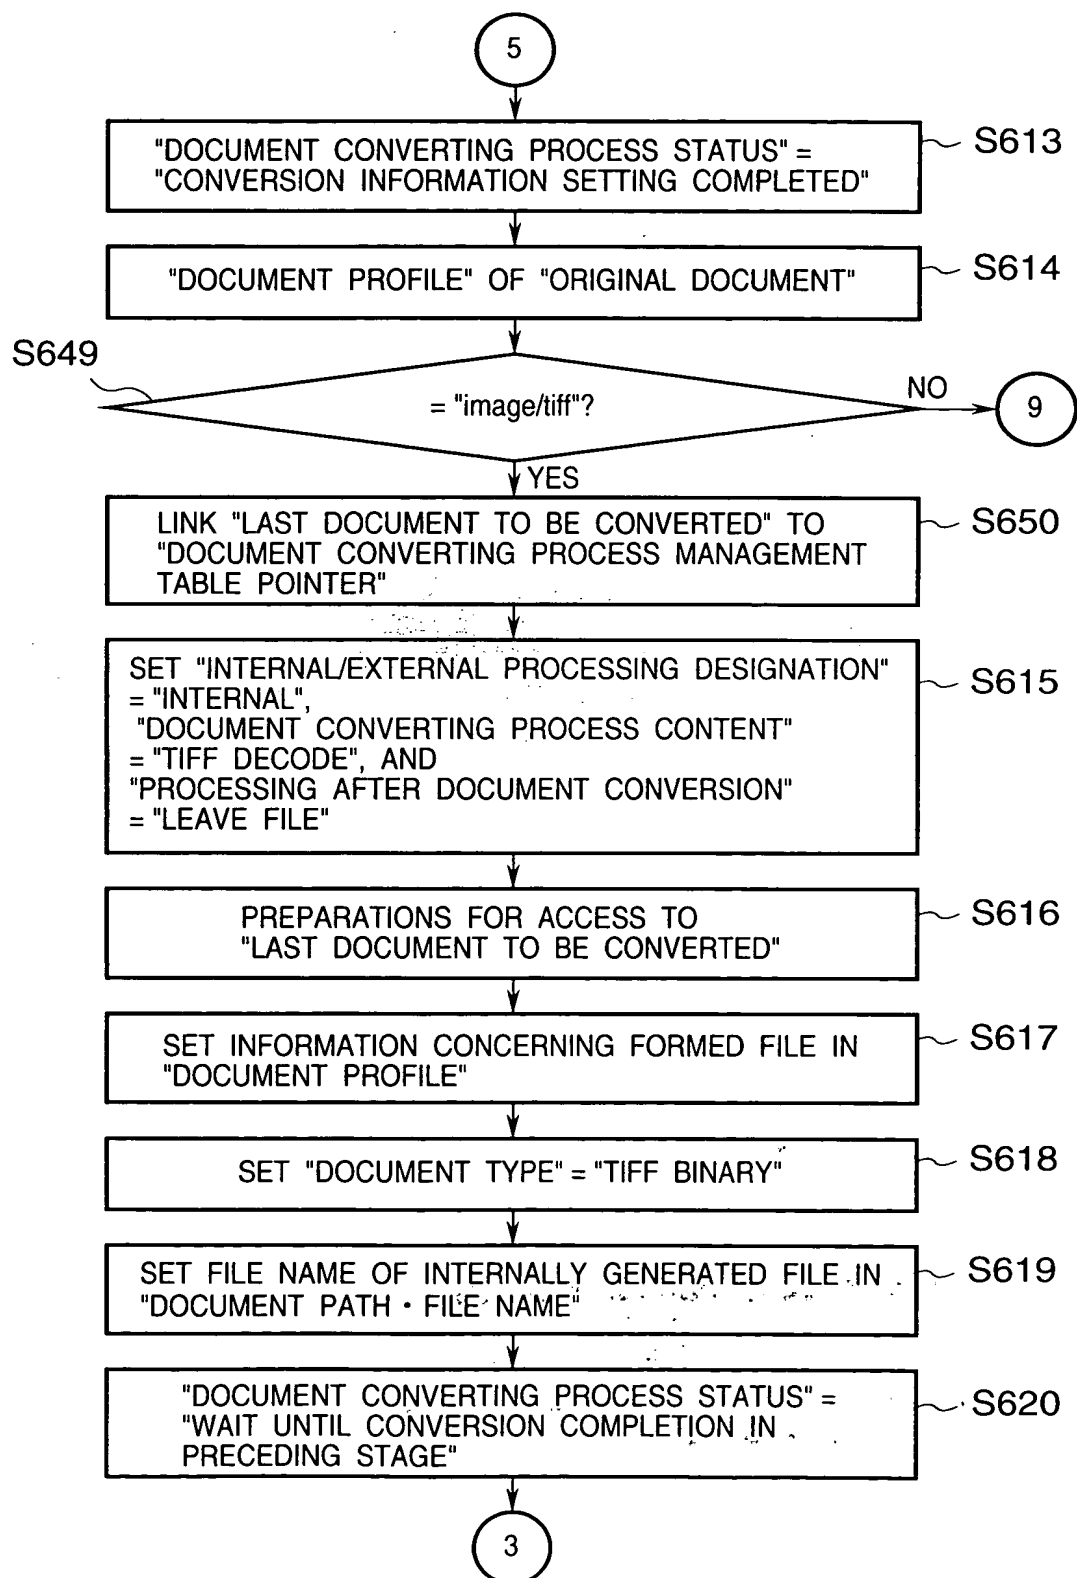 5
"DOCUMENT CONVERTING PROCESS STATUS" =
"CONVERSION INFORMATION SETTING COMPLETED"
S613
"DOCUMENT PROFILE" OF "ORIGINAL DOCUMENT"
S614
S649
= "image/tiff"?
NO
9
YES
LINK "LAST DOCUMENT TO BE CONVERTED" TO
"DOCUMENT CONVERTING PROCESS MANAGEMENT
TABLE POINTER"
S650
SET "INTERNAL/EXTERNAL PROCESSING DESIGNATION"
= "INTERNAL",
"DOCUMENT CONVERTING PROCESS CONTENT"
= "TIFF DECODE", AND
"PROCESSING AFTER DOCUMENT CONVERSION"
= "LEAVE FILE"
S615
PREPARATIONS FOR ACCESS TO
"LAST DOCUMENT TO BE CONVERTED"
S616
SET INFORMATION CONCERNING FORMED FILE IN
"DOCUMENT PROFILE"
S617
SET "DOCUMENT TYPE" = "TIFF BINARY"
S618
SET FILE NAME OF INTERNALLY GENERATED FILE IN
"DOCUMENT PATH・FILE NAME"
S619
"DOCUMENT CONVERTING PROCESS STATUS" =
"WAIT UNTIL CONVERSION COMPLETION IN
PRECEDING STAGE"
S620
3